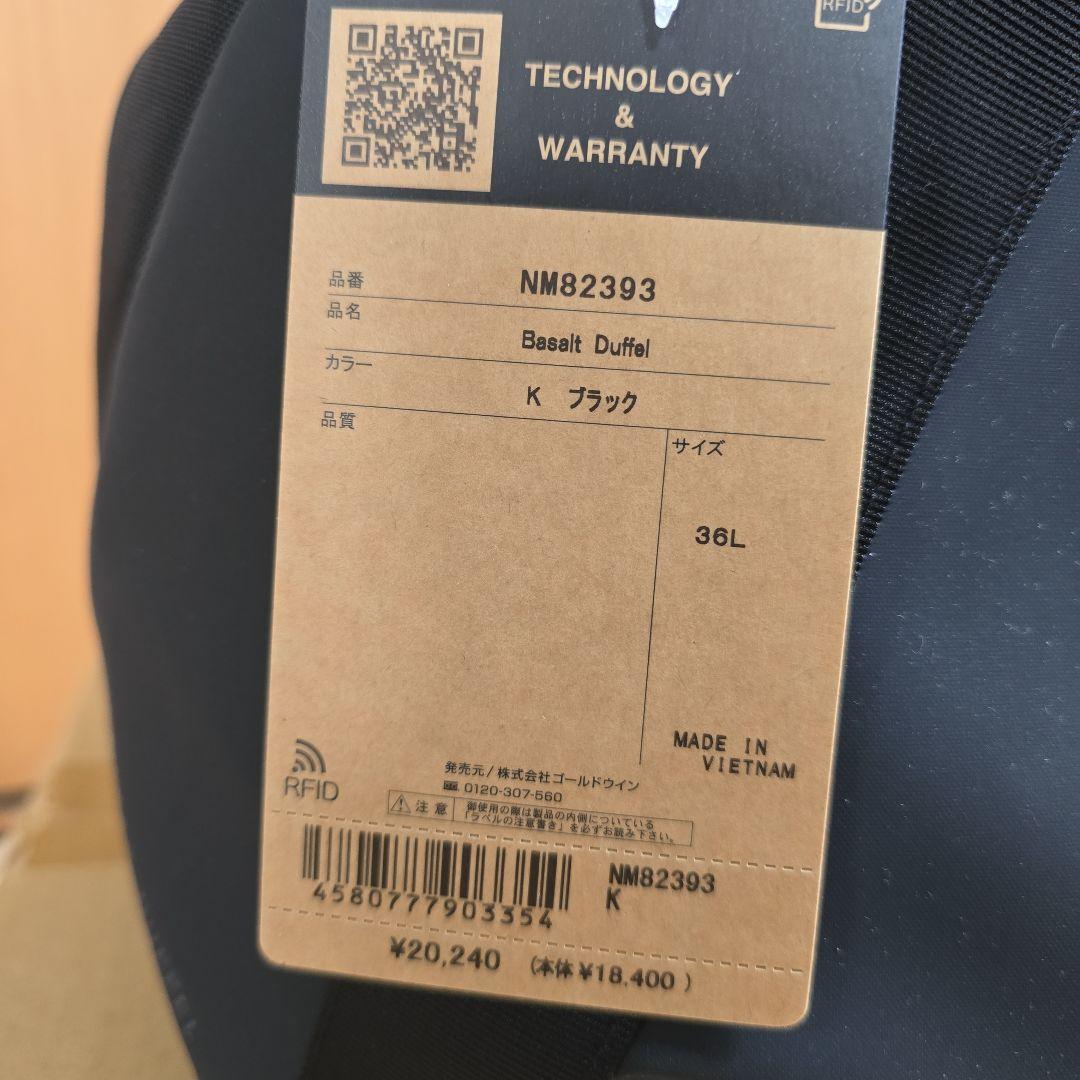 RFID
TECHNOLOGY
&
WARRANTY
品番 NM82393
品名 Basalt Duffel
カラー K ブラック
品質
サイズ
36L
MADE IN
VIETNAM
RFID
発売元/株式会社ゴールドウイン
0120-307-560
注意 御使用の際は製品の内側についている
「ラベルの注意書き」を必ずお読み下さい。
4580777903354
NM82393
K
¥20,240 (本体¥18,400)